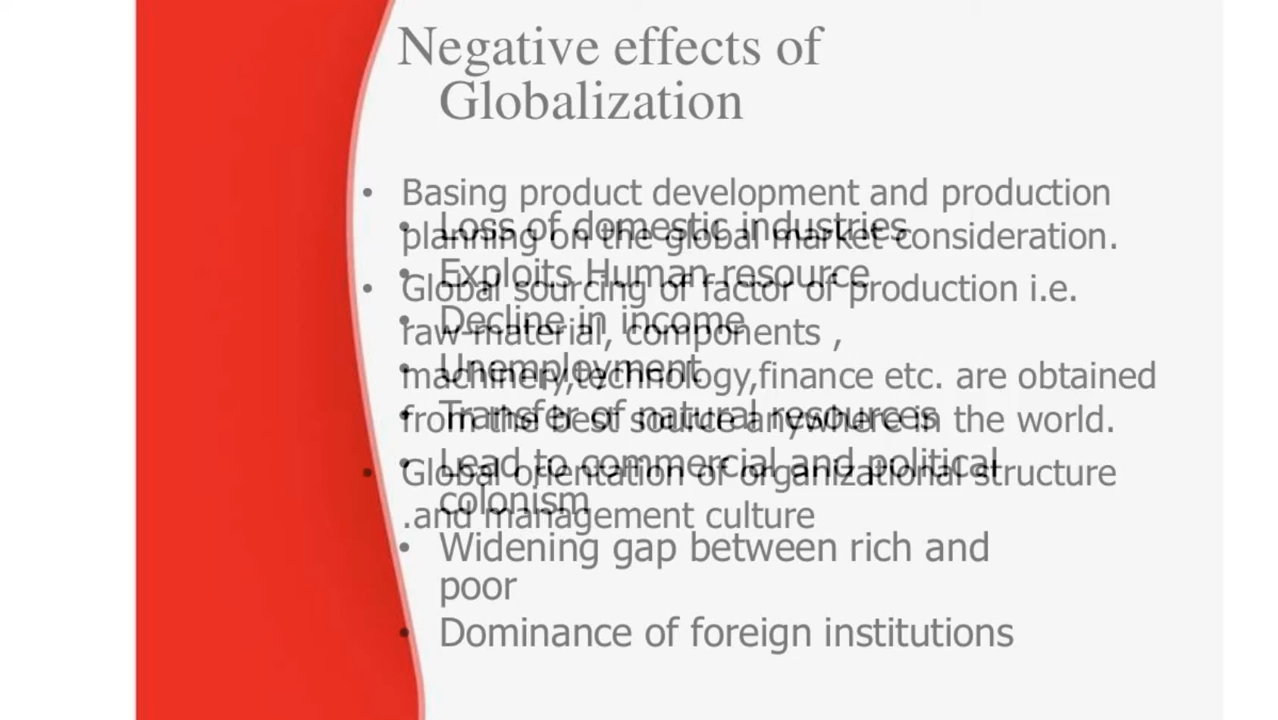 Negative effects of
Globalization
• Basing product development and production
planning on the global market consideration.
• Global sourcing of factor of production i.e.
raw-material, components ,
machinery,technology,finance etc. are obtained
from the best source anywhere in the world.
• Global orientation of organizational structure
.and management culture
• Loss of domestic industries
• Exploits Human resource
• Decline in income
• Unemployment
• Transfer of natural resources
• Lead to commercial and political
colonism
• Widening gap between rich and
poor
• Dominance of foreign institutions